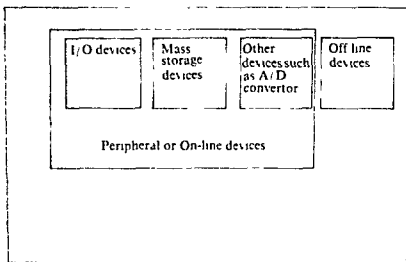 I/O devices
Mass
storage
devices
Other
devices such
as A/D
convertor
Off line
devices
Peripheral or On-line devices